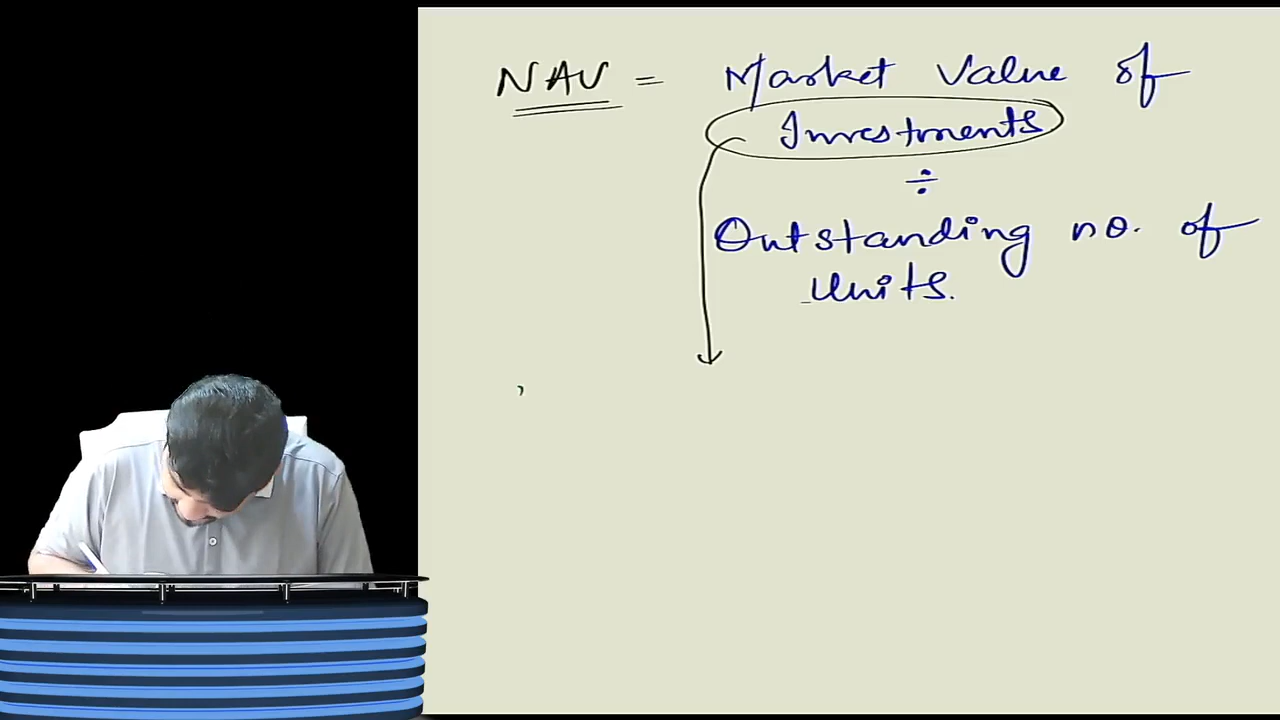 NAV = Market Value of
Investments
÷
Outstanding no. of
Units.